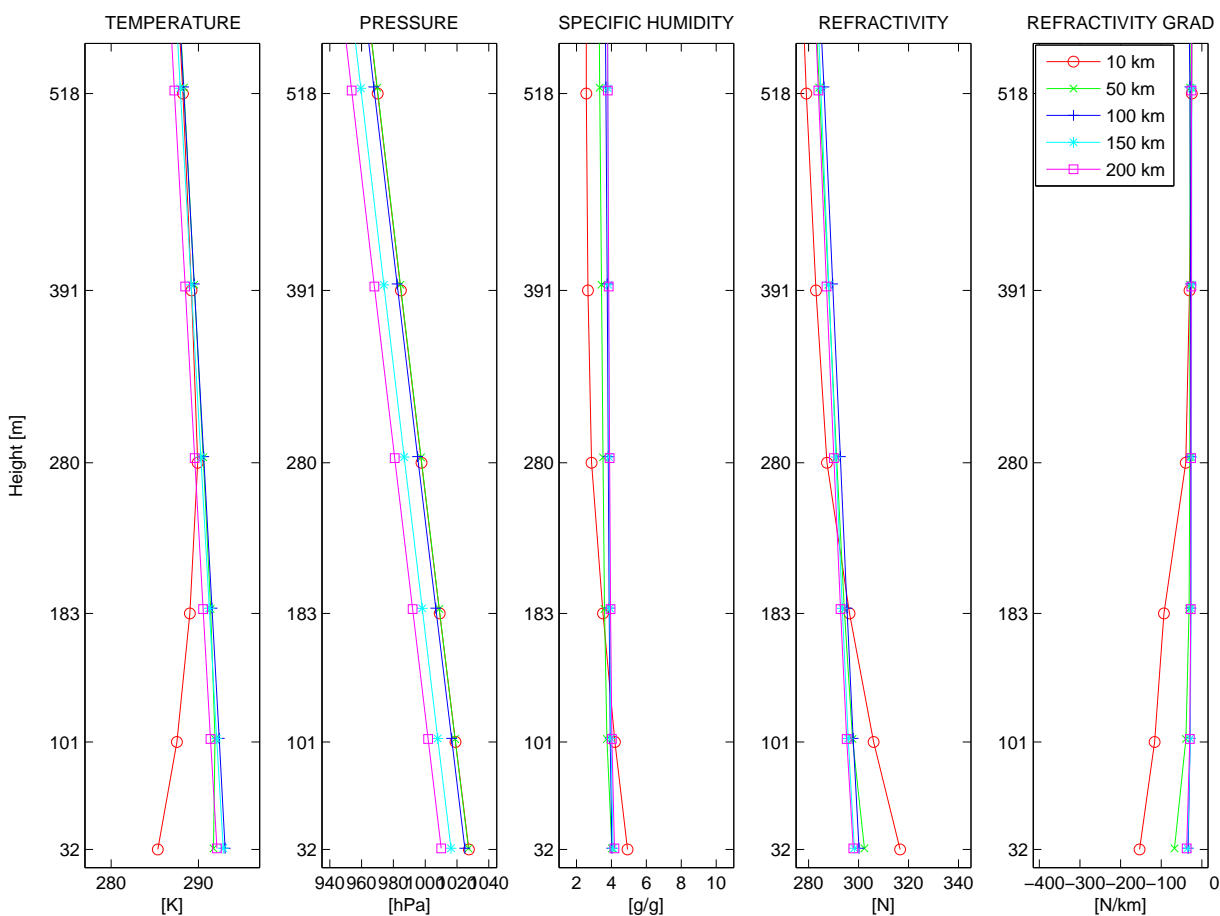 TEMPERATURE
PRESSURE
SPECIFIC HUMIDITY
REFRACTIVITY
REFRACTIVITY GRAD
Height [m]
518
391
280
183
101
32
280 290
[K]
518
391
280
183
101
32
940 960 980 1000 1020 1040
[hPa]
518
391
280
183
101
32
2 4 6 8 10
[g/g]
518
391
280
183
101
32
280 300 320 340
[N]
518
391
280
183
101
32
−400 −300 −200 −100 0
[N/km]
10 km
50 km
100 km
150 km
200 km